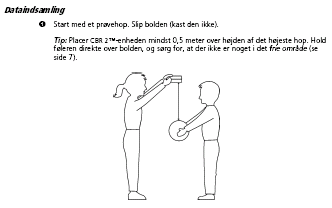 Dataindsamling
❶ Start med et prøvehop. Slip bolden (kast den ikke).
Tip: Placer CBR 2™-enheden mindst 0,5 meter over højden af det højeste hop. Hold
føleren direkte over bolden, og sørg for, at der ikke er noget i det frie område (se
side 7).